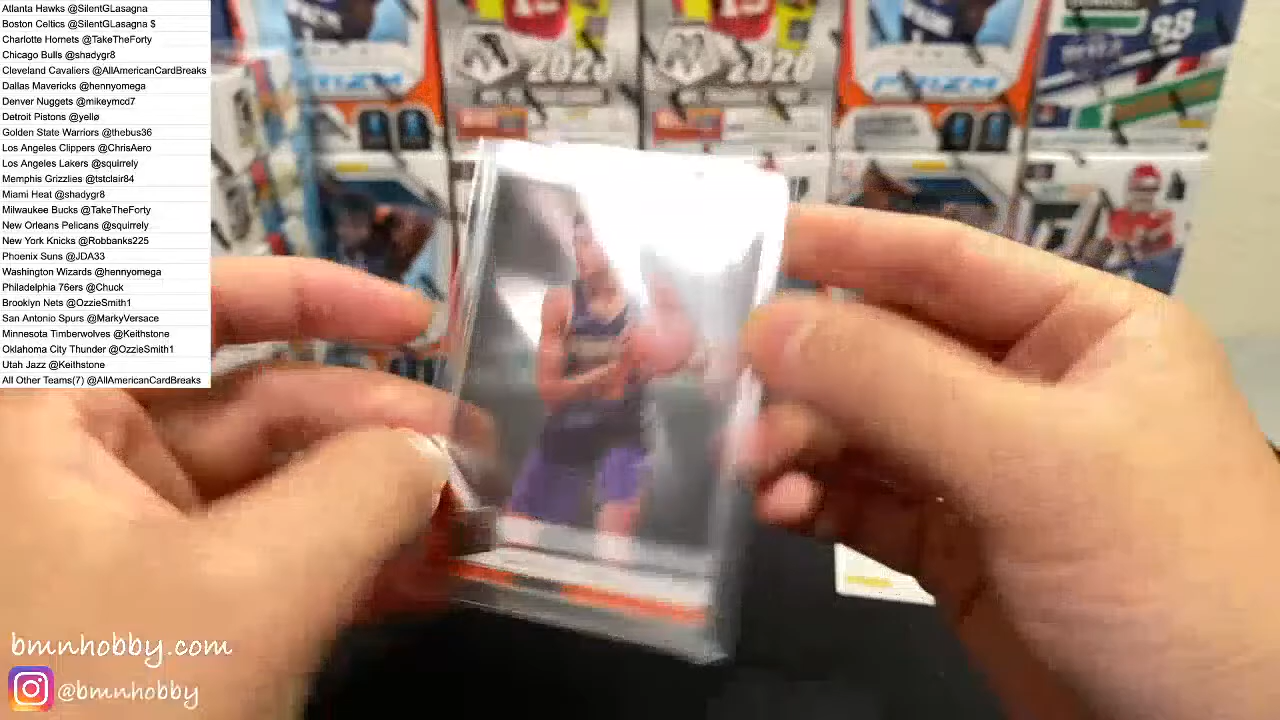 Atlanta Hawks @SilentGLasagna
Boston Celtics @SilentGLasagna $
Charlotte Hornets @TakeTheForty
Chicago Bulls @shadygr8
Cleveland Cavaliers @AllAmericanCardBreaks
Dallas Mavericks @hennyomega
Denver Nuggets @mikeymcd7
Detroit Pistons @yellø
Golden State Warriors @thebus36
Los Angeles Clippers @ChrisAero
Los Angeles Lakers @squirrely
Memphis Grizzlies @tstclair84
Miami Heat @shadygr8
Milwaukee Bucks @TakeTheForty
New Orleans Pelicans @squirrely
New York Knicks @Robbanks225
Phoenix Suns @JDA33
Washington Wizards @hennyomega
Philadelphia 76ers @Chuck
Brooklyn Nets @OzzieSmith1
San Antonio Spurs @MarkyVersace
Minnesota Timberwolves @Keithstone
Oklahoma City Thunder @OzzieSmith1
Utah Jazz @Keithstone
All Other Teams(7) @AllAmericanCardBreaks
PRIZM
2020
2020
PRIZM
88
bmnhobby.com
@bmnhobby